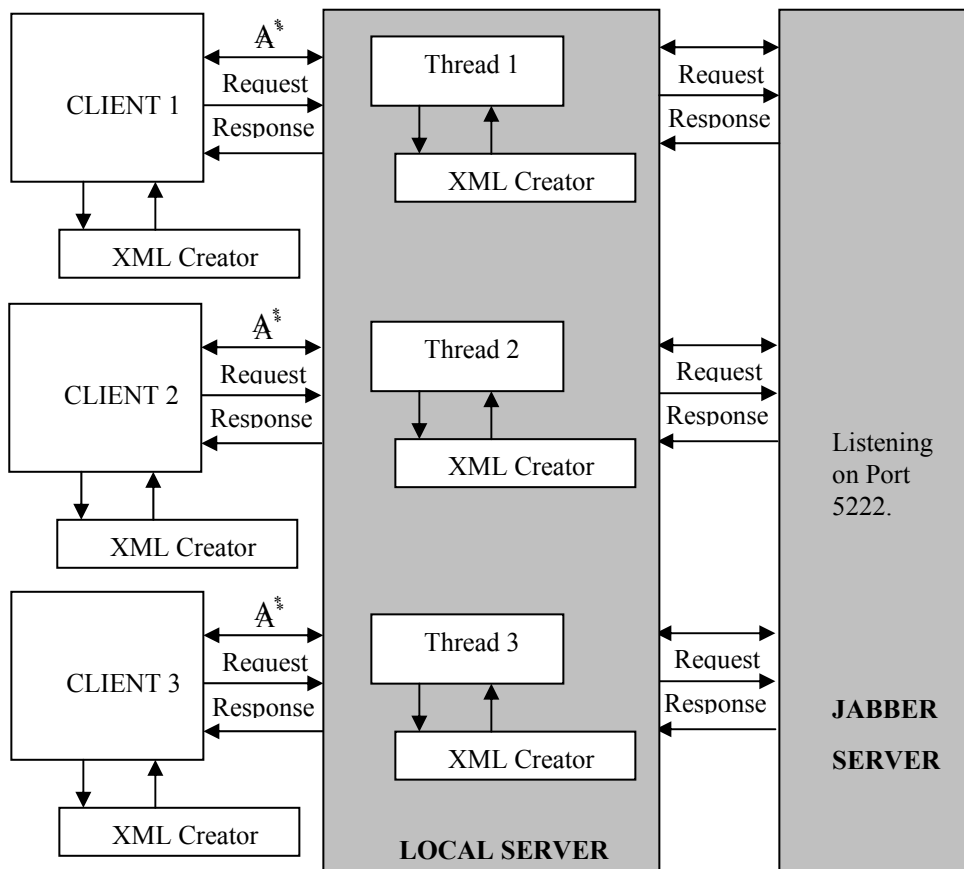 A*
Thread 1
Request
Request
CLIENT 1
Response
Response
XML Creator
XML Creator
A*
Thread 2
Request
Request
CLIENT 2
Response
Response
XML Creator
Listening
on Port
5222.
XML Creator
A*
Thread 3
Request
Request
CLIENT 3
Response
Response
JABBER
SERVER
XML Creator
XML Creator
LOCAL SERVER